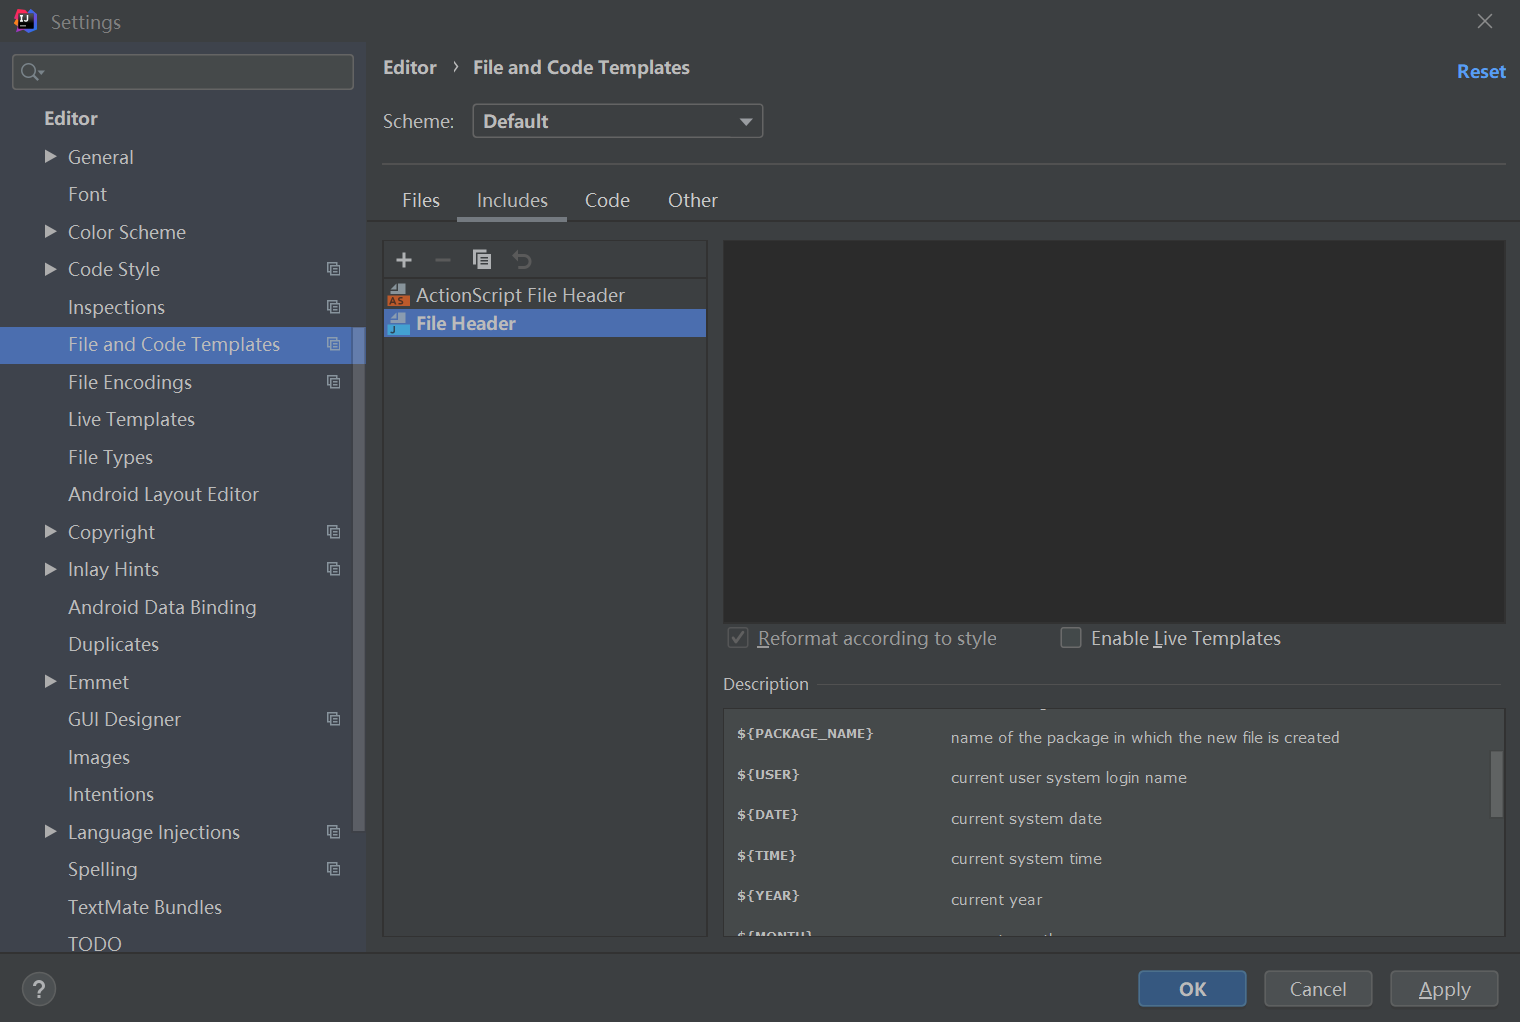 Settings
Editor › File and Code Templates
Reset
Scheme: Default
Editor
General
Font
Color Scheme
Code Style
Inspections
File and Code Templates
File Encodings
Live Templates
File Types
Android Layout Editor
Copyright
Inlay Hints
Android Data Binding
Duplicates
Emmet
GUI Designer
Images
Intentions
Language Injections
Spelling
TextMate Bundles
TODO
Files Includes Code Other
ActionScript File Header
File Header
Reformat according to style Enable Live Templates
Description
${PACKAGE_NAME} name of the package in which the new file is created
${USER} current user system login name
${DATE} current system date
${TIME} current system time
${YEAR} current year
${MONTH}
? OK Cancel Apply